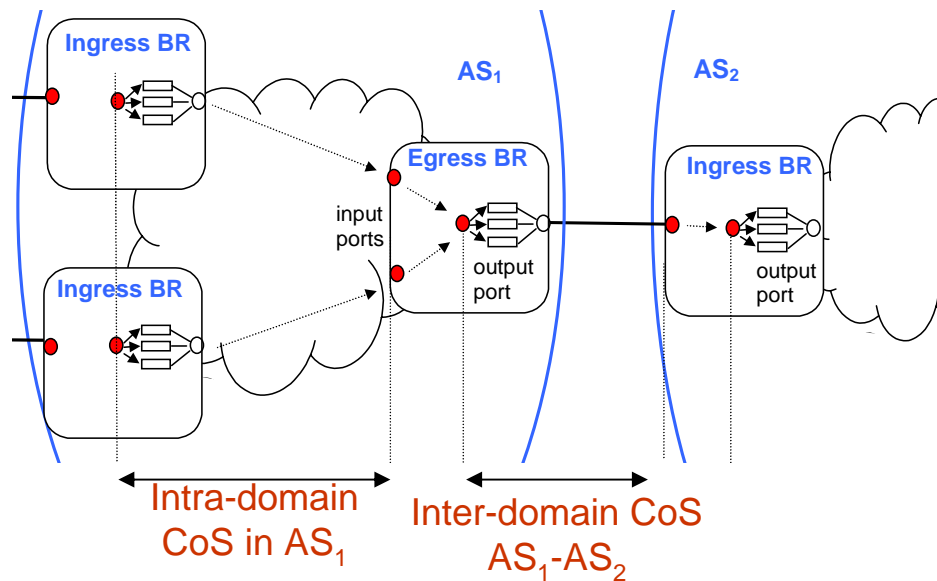 Ingress BR
AS₁
AS₂
Egress BR
Ingress BR
input
ports
output
port
output
port
Ingress BR
Intra-domain
CoS in AS₁
Inter-domain CoS
AS₁-AS₂